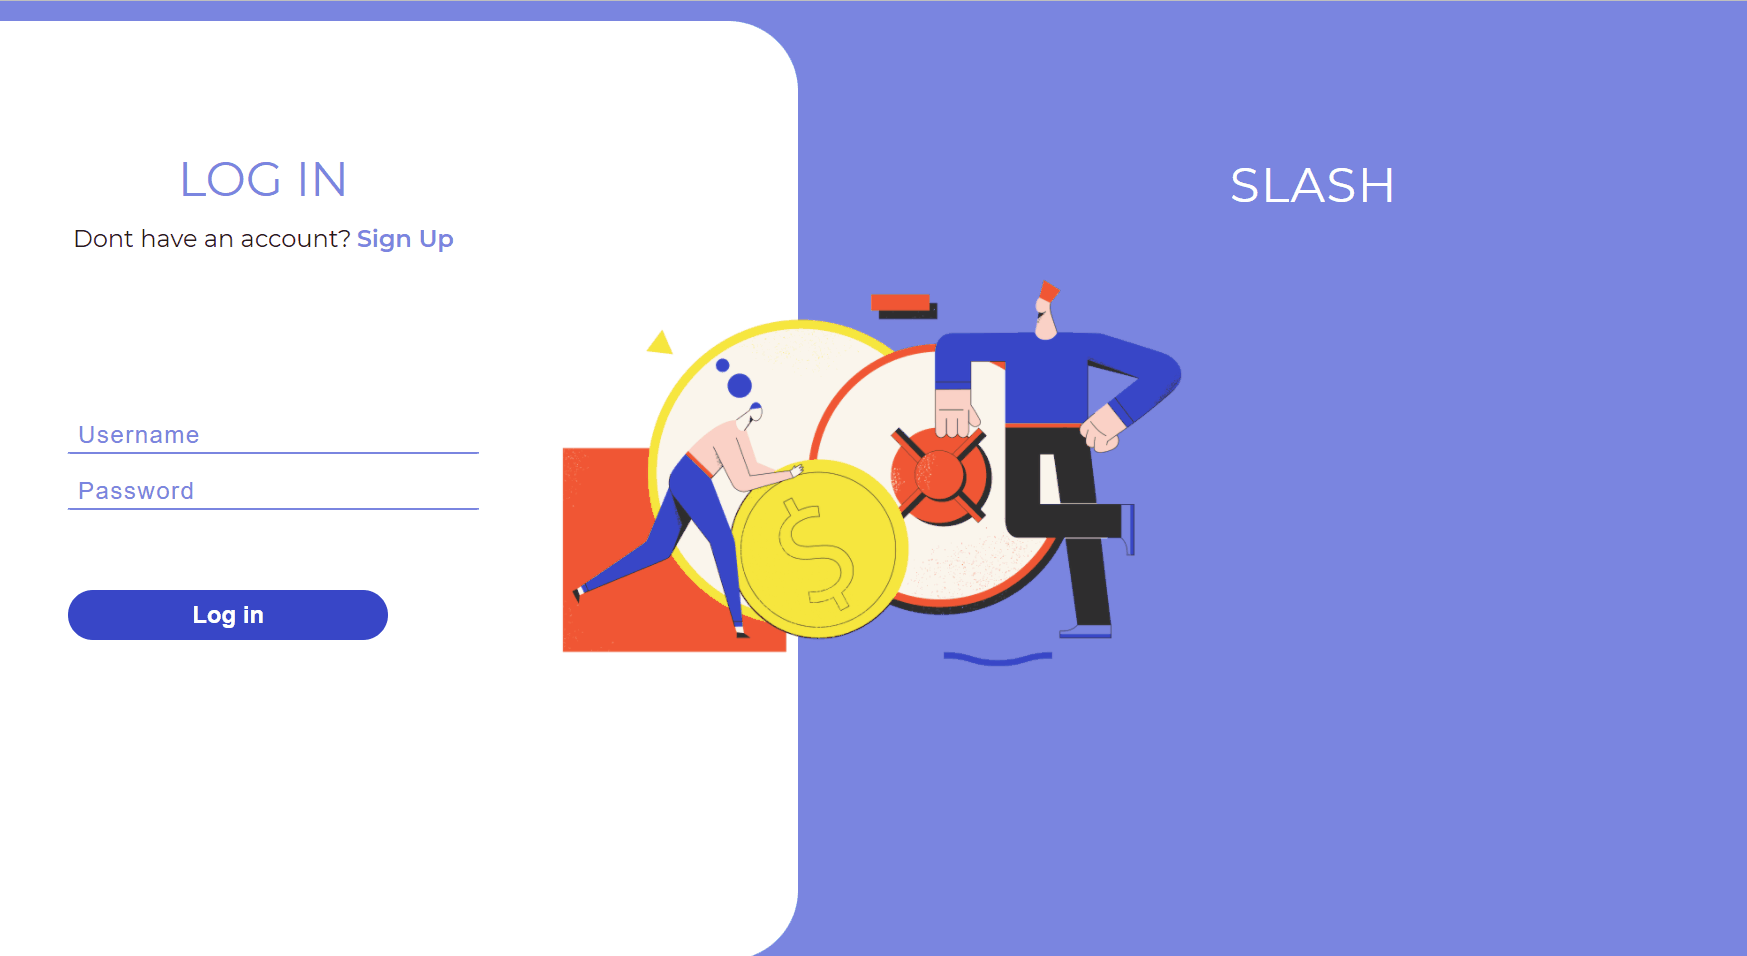 LOG IN
Dont have an account? Sign Up
Username
Password
Log in
SLASH
$